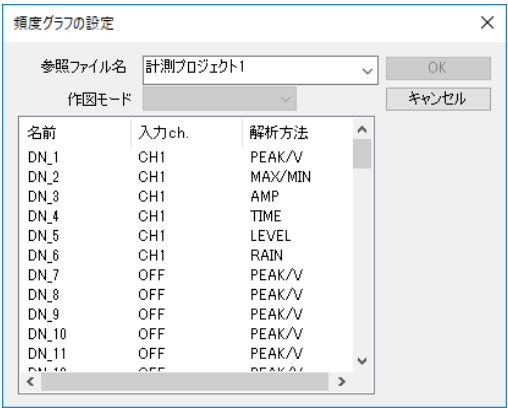 頻度グラフの設定
参照ファイル名 計測プロジェクト1 OK
作図モード キャンセル
名前 入力ch. 解析方法
DN_1 CH1 PEAK/V
DN_2 CH1 MAX/MIN
DN_3 CH1 AMP
DN_4 CH1 TIME
DN_5 CH1 LEVEL
DN_6 CH1 RAIN
DN_7 OFF PEAK/V
DN_8 OFF PEAK/V
DN_9 OFF PEAK/V
DN_10 OFF PEAK/V
DN_11 OFF PEAK/V